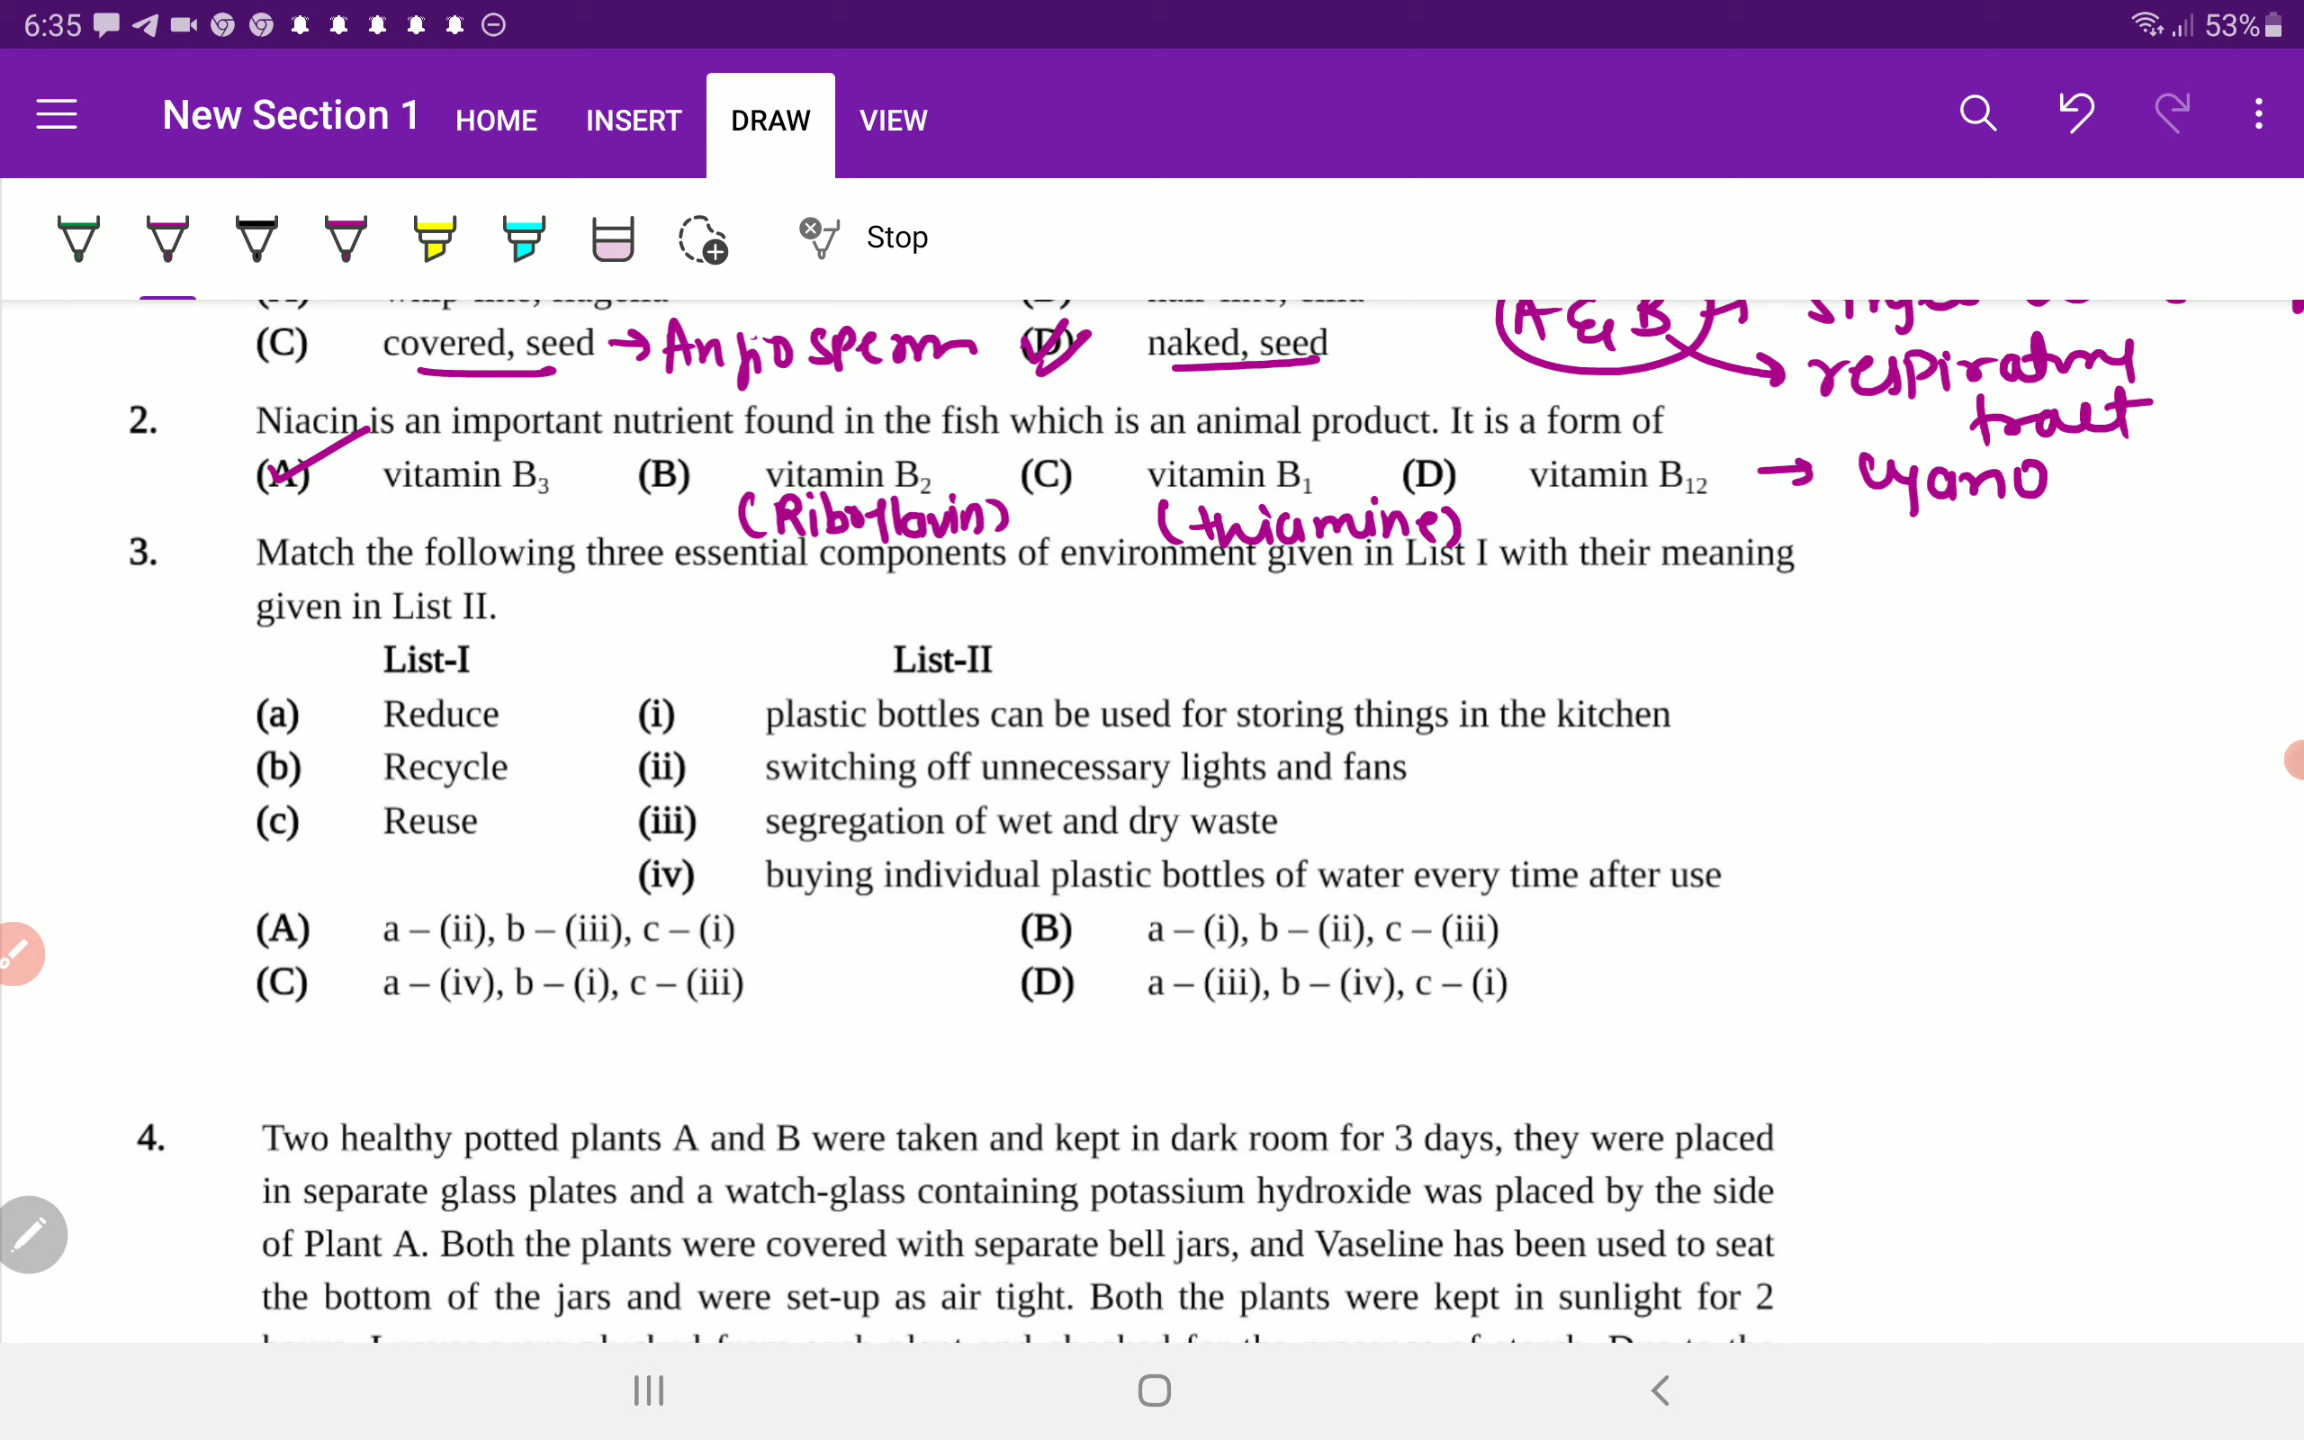 6:35 53%
New Section 1 HOME INSERT DRAW VIEW
Stop
(C) covered, seed → Angiosperm (D) naked, seed
(A & B)
respiratory
tract
2. Niacin is an important nutrient found in the fish which is an animal product. It is a form of
(A) vitamin B₃ (B) vitamin B₂ (C) vitamin B₁ (D) vitamin B₁₂ → cyano
(Riboflavin) (thiamine)
3. Match the following three essential components of environment given in List I with their meaning
given in List II.
List-I List-II
(a) Reduce (i) plastic bottles can be used for storing things in the kitchen
(b) Recycle (ii) switching off unnecessary lights and fans
(c) Reuse (iii) segregation of wet and dry waste
(iv) buying individual plastic bottles of water every time after use
(A) a – (ii), b – (iii), c – (i) (B) a – (i), b – (ii), c – (iii)
(C) a – (iv), b – (i), c – (iii) (D) a – (iii), b – (iv), c – (i)
4. Two healthy potted plants A and B were taken and kept in dark room for 3 days, they were placed
in separate glass plates and a watch-glass containing potassium hydroxide was placed by the side
of Plant A. Both the plants were covered with separate bell jars, and Vaseline has been used to seat
the bottom of the jars and were set-up as air tight. Both the plants were kept in sunlight for 2